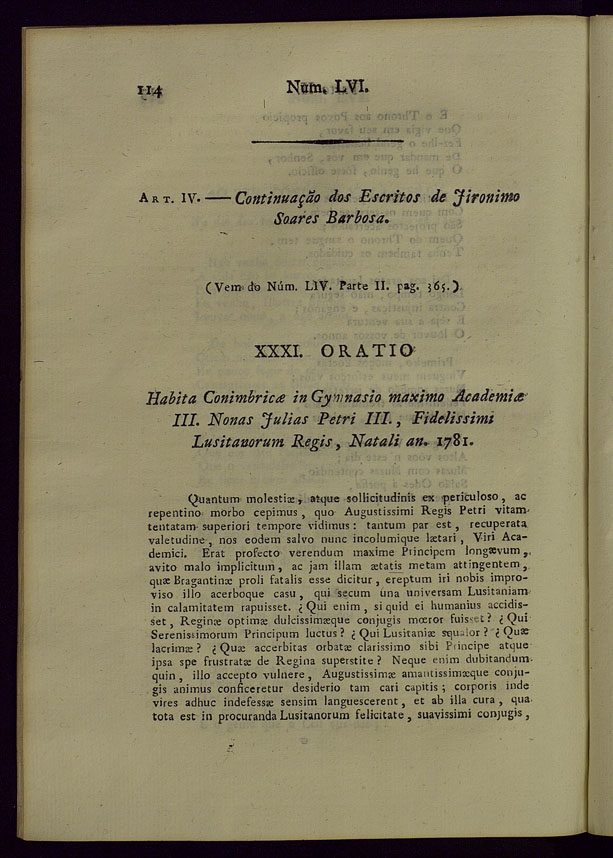 114 Num. LVI.
ART. IV. — Continuação dos Escritos de Jironimo
Soares Barbosa.
(Vem do Núm. LIV. Parte II. pag. 365.)
XXXI. ORATIO
Habita Conimbricæ in Gymnasio maximo Academiæ
III. Nonas Julias Petri III., Fidelissimi
Lusitanorum Regis, Natali an. 1781.
Quantum molestiæ, atque sollicitudinis ex periculoso, ac
repentino morbo cepimus, quo Augustissimi Regis Petri vitam
tentatam superiori tempore vidimus: tantum par est, recuperata
valetudine, nos eodem salvo nunc incolumique lætari, Viri Aca-
demici. Erat profecto verendum maxime Principem longævum,
avito malo implicitum, ac jam illam ætatis metam attingentem,
quæ Bragantinæ proli fatalis esse dicitur, ereptum iri nobis impro-
viso illo acerboque casu, qui secum una universam Lusitaniam
in calamitatem rapuisset. ¿Qui enim, si quid ei humanius accidis-
set, Reginæ optimæ dulcissimæque conjugis mœror fuisset? ¿Qui
Serenissimorum Principum luctus? ¿Qui Lusitaniæ squalor? ¿Quæ
lacrimæ? ¿Quæ accerbitas orbatæ clarissimo sibi Principe atque
ipsa spe frustratæ de Regina superstite? Neque enim dubitandum
quin, illo accepto vulnere, Augustissimæ amantissimæque conju-
gis animus conficeretur desiderio tam cari capitis; corporis inde
vires adhuc indefessæ sensim languescerent, et ab illa cura, qua
tota est in procuranda Lusitanorum felicitate, suavissimi conjugis,